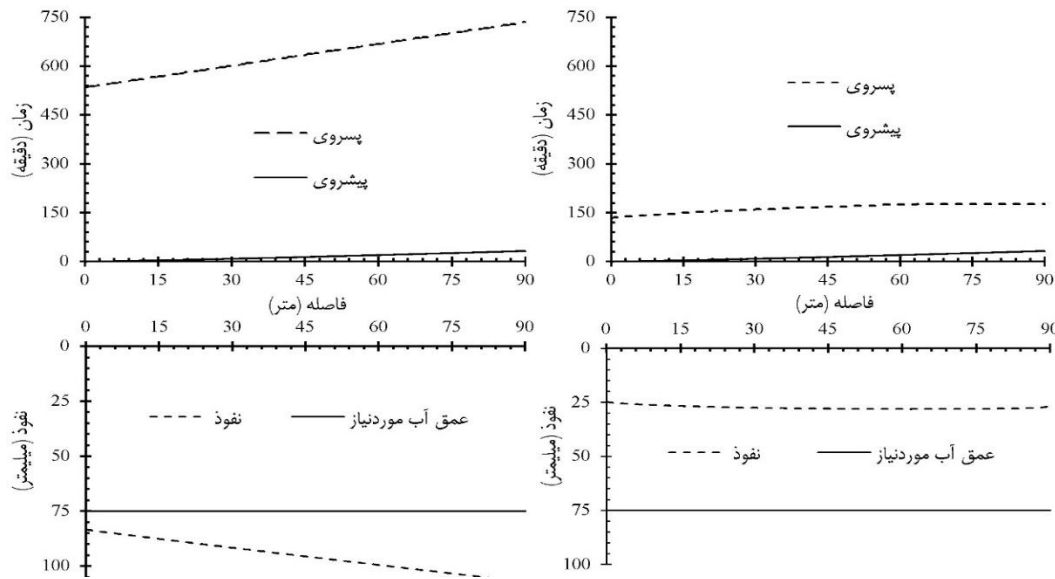 750
600
450
300
150
0
زمان (دقیقه)
پسروی
پیشروی
0 15 30 45 60 75 90
فاصله (متر)
750
600
450
300
150
0
زمان (دقیقه)
پسروی
پیشروی
0 15 30 45 60 75 90
فاصله (متر)
0 15 30 45 60 75 90
0
25
50
75
100
نفوذ (میلیمتر)
نفوذ عمق آب موردنیاز
0 15 30 45 60 75 90
0
25
50
75
100
نفوذ (میلیمتر)
نفوذ عمق آب موردنیاز